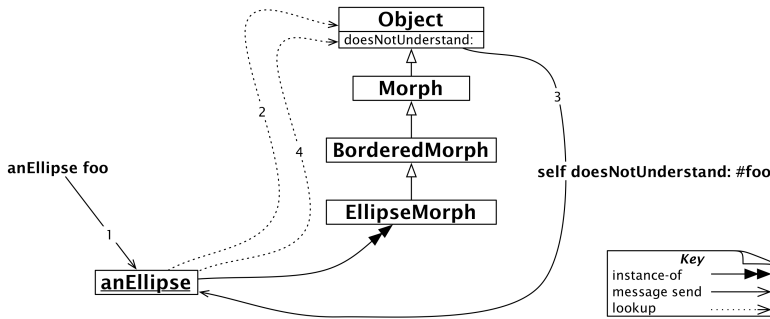 Object
doesNotUnderstand:
Morph
2
3
4
BorderedMorph
anEllipse foo
self doesNotUnderstand: #foo
EllipseMorph
1
anEllipse
Key
instance-of
message send
lookup